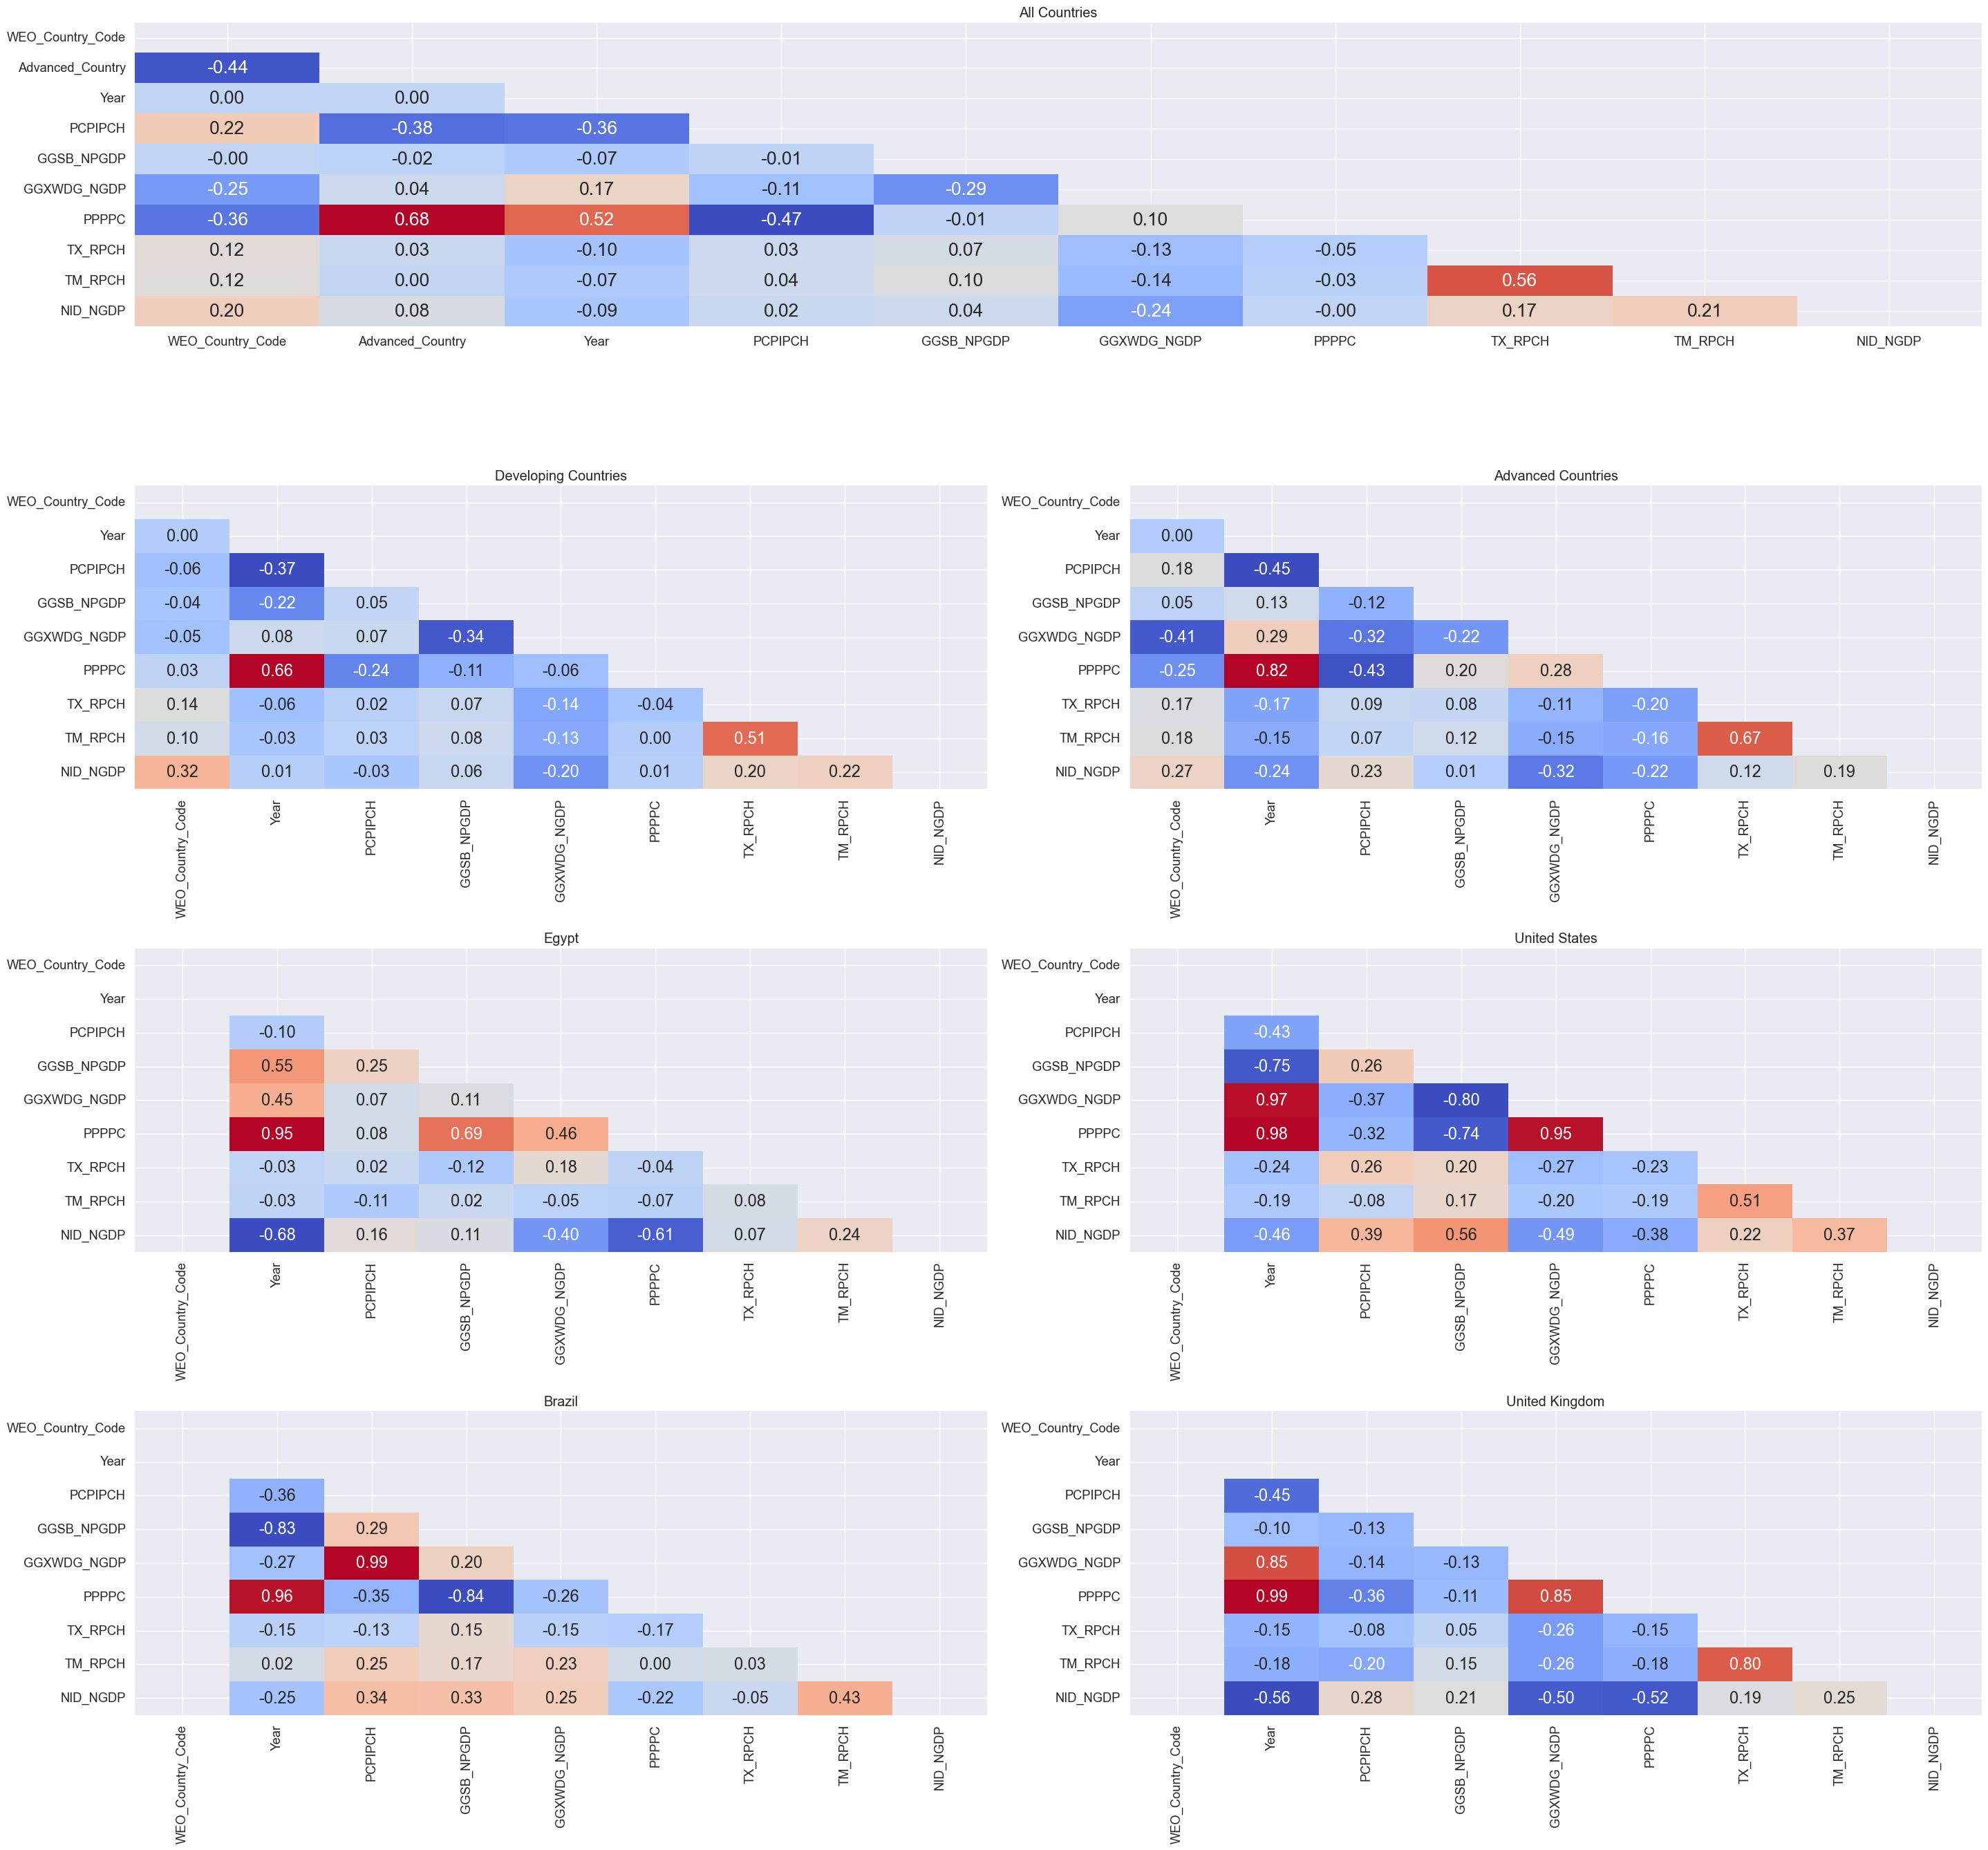 All Countries
WEO_Country_Code
Advanced_Country -0.44
Year 0.00 0.00
PCPIPCH 0.22 -0.38 -0.36
GGSB_NPGDP -0.00 -0.02 -0.07 -0.01
GGXWDG_NGDP -0.25 0.04 0.17 -0.11 -0.29
PPPPC -0.36 0.68 0.52 -0.47 -0.01 0.10
TX_RPCH 0.12 0.03 -0.10 0.03 0.07 -0.13 -0.05
TM_RPCH 0.12 0.00 -0.07 0.04 0.10 -0.14 -0.03 0.56
NID_NGDP 0.20 0.08 -0.09 0.02 0.04 -0.24 -0.00 0.17 0.21
WEO_Country_Code Advanced_Country Year PCPIPCH GGSB_NPGDP GGXWDG_NGDP PPPPC TX_RPCH TM_RPCH NID_NGDP
Developing Countries
WEO_Country_Code
Year 0.00
PCPIPCH -0.06 -0.37
GGSB_NPGDP -0.04 -0.22 0.05
GGXWDG_NGDP -0.05 0.08 0.07 -0.34
PPPPC 0.03 0.66 -0.24 -0.11 -0.06
TX_RPCH 0.14 -0.06 0.02 0.07 -0.14 -0.04
TM_RPCH 0.10 -0.03 0.03 0.08 -0.13 0.00 0.51
NID_NGDP 0.32 0.01 -0.03 0.06 -0.20 0.01 0.20 0.22
WEO_Country_Code Year PCPIPCH GGSB_NPGDP GGXWDG_NGDP PPPPC TX_RPCH TM_RPCH NID_NGDP
Advanced Countries
WEO_Country_Code
Year 0.00
PCPIPCH 0.18 -0.45
GGSB_NPGDP 0.05 0.13 -0.12
GGXWDG_NGDP -0.41 0.29 -0.32 -0.22
PPPPC -0.25 0.82 -0.43 0.20 0.28
TX_RPCH 0.17 -0.17 0.09 0.08 -0.11 -0.20
TM_RPCH 0.18 -0.15 0.07 0.12 -0.15 -0.16 0.67
NID_NGDP 0.27 -0.24 0.23 0.01 -0.32 -0.22 0.12 0.19
WEO_Country_Code Year PCPIPCH GGSB_NPGDP GGXWDG_NGDP PPPPC TX_RPCH TM_RPCH NID_NGDP
Egypt
WEO_Country_Code
Year
PCPIPCH -0.10
GGSB_NPGDP 0.55 0.25
GGXWDG_NGDP 0.45 0.07 0.11
PPPPC 0.95 0.08 0.69 0.46
TX_RPCH -0.03 0.02 -0.12 0.18 -0.04
TM_RPCH -0.03 -0.11 0.02 -0.05 -0.07 0.08
NID_NGDP -0.68 0.16 0.11 -0.40 -0.61 0.07 0.24
WEO_Country_Code Year PCPIPCH GGSB_NPGDP GGXWDG_NGDP PPPPC TX_RPCH TM_RPCH NID_NGDP
United States
WEO_Country_Code
Year
PCPIPCH -0.43
GGSB_NPGDP -0.75 0.26
GGXWDG_NGDP 0.97 -0.37 -0.80
PPPPC 0.98 -0.32 -0.74 0.95
TX_RPCH -0.24 0.26 0.20 -0.27 -0.23
TM_RPCH -0.19 -0.08 0.17 -0.20 -0.19 0.51
NID_NGDP -0.46 0.39 0.56 -0.49 -0.38 0.22 0.37
WEO_Country_Code Year PCPIPCH GGSB_NPGDP GGXWDG_NGDP PPPPC TX_RPCH TM_RPCH NID_NGDP
Brazil
WEO_Country_Code
Year
PCPIPCH -0.36
GGSB_NPGDP -0.83 0.29
GGXWDG_NGDP -0.27 0.99 0.20
PPPPC 0.96 -0.35 -0.84 -0.26
TX_RPCH -0.15 -0.13 0.15 -0.15 -0.17
TM_RPCH 0.02 0.25 0.17 0.23 0.00 0.03
NID_NGDP -0.25 0.34 0.33 0.25 -0.22 -0.05 0.43
WEO_Country_Code Year PCPIPCH GGSB_NPGDP GGXWDG_NGDP PPPPC TX_RPCH TM_RPCH NID_NGDP
United Kingdom
WEO_Country_Code
Year
PCPIPCH -0.45
GGSB_NPGDP -0.10 -0.13
GGXWDG_NGDP 0.85 -0.14 -0.13
PPPPC 0.99 -0.36 -0.11 0.85
TX_RPCH -0.15 -0.08 0.05 -0.26 -0.15
TM_RPCH -0.18 -0.20 0.15 -0.26 -0.18 0.80
NID_NGDP -0.56 0.28 0.21 -0.50 -0.52 0.19 0.25
WEO_Country_Code Year PCPIPCH GGSB_NPGDP GGXWDG_NGDP PPPPC TX_RPCH TM_RPCH NID_NGDP